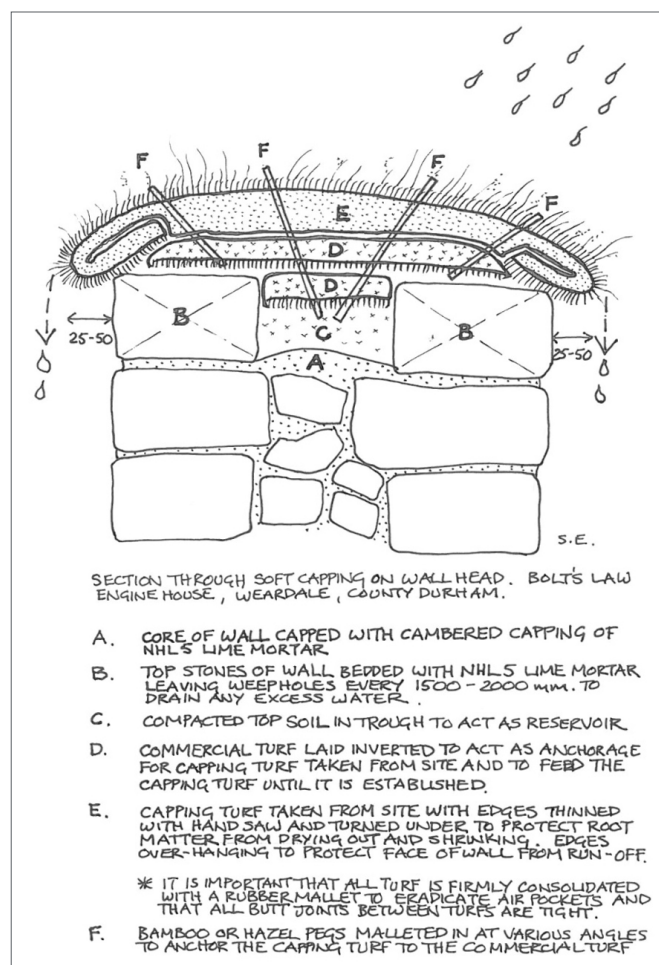 F
F
F
F
E
D
D
B
C
B
A
25-50
25-50
S.E.
SECTION THROUGH SOFT CAPPING ON WALL HEAD. BOLT'S LAW
ENGINE HOUSE, WEARDALE, COUNTY DURHAM.
A. CORE OF WALL CAPPED WITH CAMBERED CAPPING OF
NHL5 LIME MORTAR
B. TOP STONES OF WALL BEDDED WITH NHL5 LIME MORTAR
LEAVING WEEPHOLES EVERY 1500-2000 mm. TO
DRAIN ANY EXCESS WATER.
C. COMPACTED TOP SOIL IN TROUGH TO ACT AS RESERVOIR
D. COMMERCIAL TURF LAID INVERTED TO ACT AS ANCHORAGE
FOR CAPPING TURF TAKEN FROM SITE AND TO FEED THE
CAPPING TURF UNTIL IT IS ESTABLISHED.
E. CAPPING TURF TAKEN FROM SITE WITH EDGES THINNED
WITH HAND SAW AND TURNED UNDER TO PROTECT ROOT
MATTER FROM DRYING OUT AND SHRINKING. EDGES
OVER-HANGING TO PROTECT FACE OF WALL FROM RUN-OFF.
* IT IS IMPORTANT THAT ALL TURF IS FIRMLY CONSOLIDATED
WITH A RUBBER MALLET TO ERADICATE AIR POCKETS AND
THAT ALL BUTT JOINTS BETWEEN TURFS ARE TIGHT.
F. BAMBOO OR HAZEL PEGS MALLETED IN AT VARIOUS ANGLES
TO ANCHOR THE CAPPING TURF TO THE COMMERCIAL TURF